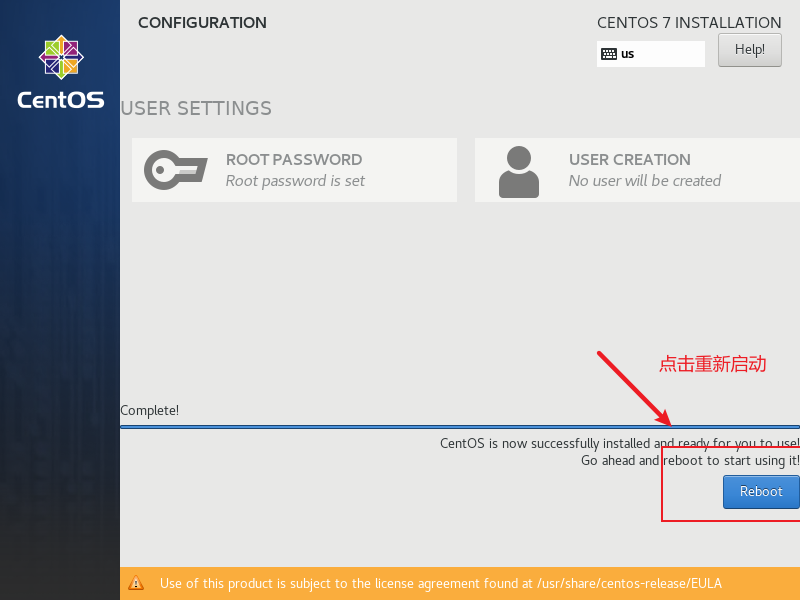 CONFIGURATION
CENTOS 7 INSTALLATION
us
Help!
CentOS
USER SETTINGS
ROOT PASSWORD
Root password is set
USER CREATION
No user will be created
点击重新启动
Complete!
CentOS is now successfully installed and ready for you to use!
Go ahead and reboot to start using it!
Reboot
Use of this product is subject to the license agreement found at /usr/share/centos-release/EULA